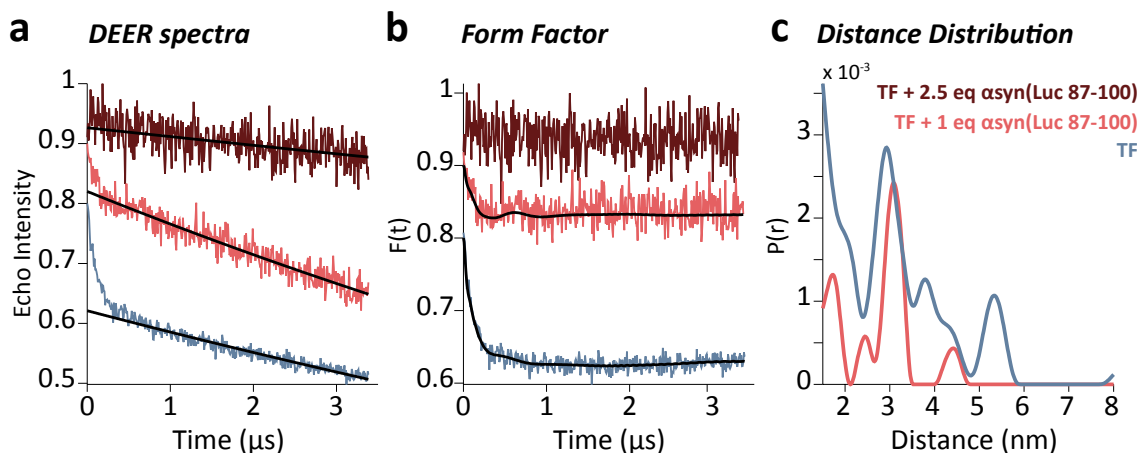 a DEER spectra
b Form Factor
c Distance Distribution
1
0.9
0.8
0.7
0.6
0.5
Echo Intensity
0 1 2 3
Time (µs)
1
0.9
0.8
0.7
0.6
F(t)
0 1 2 3
Time (µs)
x 10⁻³
TF + 2.5 eq αsyn(Luc 87-100)
TF + 1 eq αsyn(Luc 87-100)
TF
3
2
1
0
P(r)
2 3 4 5 6 7 8
Distance (nm)